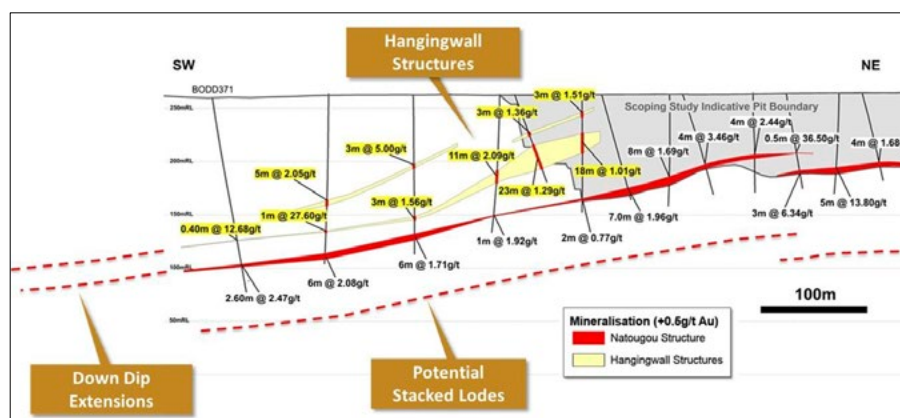 Hangingwall
Structures
SW
NE
BODD371
250mRL
200mRL
150mRL
100mRL
50mRL
Scoping Study Indicative Pit Boundary
3m @ 1.51g/t
3m @ 1.36g/t
3m @ 5.00g/t
11m @ 2.09g/t
5m @ 2.05g/t
1m @ 27.60g/t
3m @ 1.56g/t
0.40m @ 12.68g/t
23m @ 1.29g/t
18m @ 1.01g/t
8m @ 1.69g/t
4m @ 3.46g/t
4m @ 2.44g/t
0.5m @ 36.50g/t
4m @ 1.68
7.0m @ 1.96g/t
3m @ 6.34g/t
5m @ 13.80g/t
2m @ 0.77g/t
1m @ 1.92g/t
6m @ 1.71g/t
6m @ 2.08g/t
2.60m @ 2.47g/t
100m
Mineralisation (+0.5g/t Au)
Natougou Structure
Hangingwall Structures
Down Dip
Extensions
Potential
Stacked Lodes